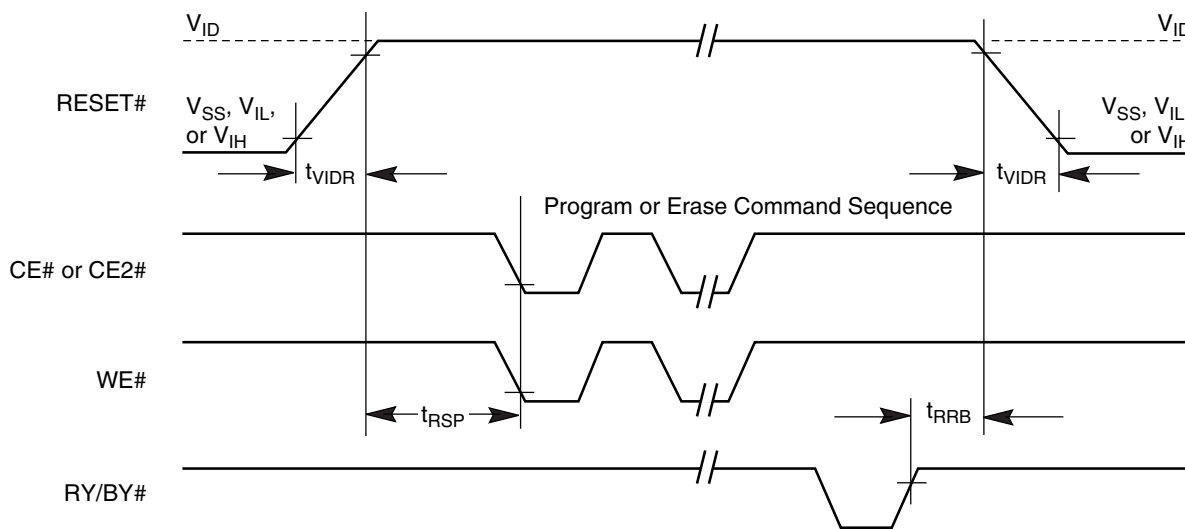 V_ID V_ID
RESET#
V_SS, V_IL,
or V_IH
V_SS, V_IL
or V_IH
t_VIDR t_VIDR
Program or Erase Command Sequence
CE# or CE2#
WE#
t_RSP t_RRB
RY/BY#